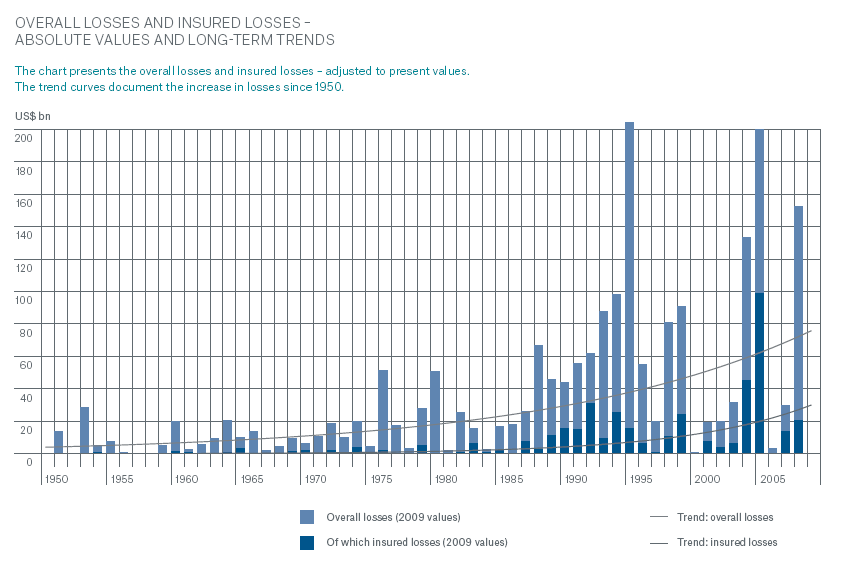 OVERALL LOSSES AND INSURED LOSSES –
ABSOLUTE VALUES AND LONG-TERM TRENDS
The chart presents the overall losses and insured losses – adjusted to present values.
The trend curves document the increase in losses since 1950.
US$ bn
200
180
160
140
120
100
80
60
40
20
0
1950 1955 1960 1965 1970 1975 1980 1985 1990 1995 2000 2005
Overall losses (2009 values) Trend: overall losses
Of which insured losses (2009 values) Trend: insured losses